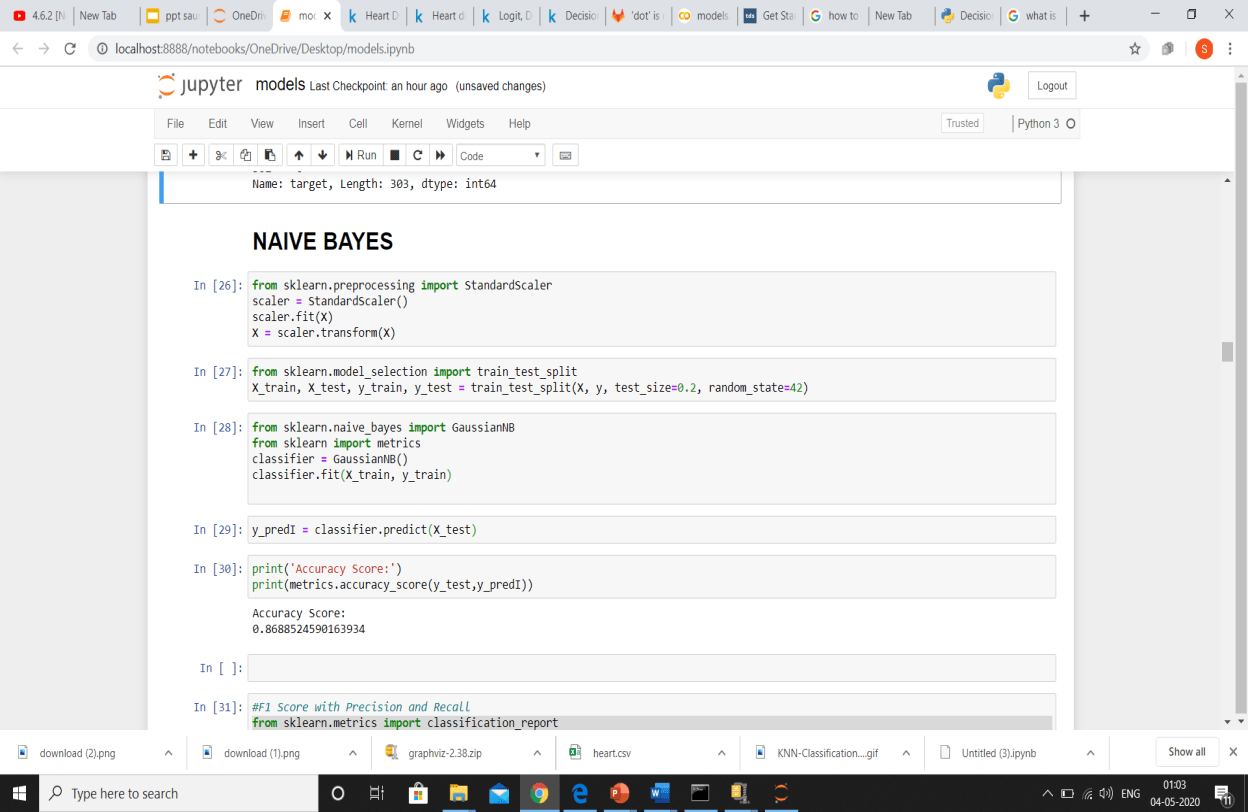 4.6.2 [N
New Tab
ppt sau
OneDriv
mod
Heart D
Heart d
Logit, D
Decision
'dot' is
models.
tds
Get Star
how to
New Tab
Decision
what is
localhost:8888/notebooks/OneDrive/Desktop/models.ipynb
S
jupyter models Last Checkpoint: an hour ago (unsaved changes)
Logout
File Edit View Insert Cell Kernel Widgets Help
Trusted
Python 3
Run
Code
Name: target, Length: 303, dtype: int64
NAIVE BAYES
In [26]: from sklearn.preprocessing import StandardScaler
scaler = StandardScaler()
scaler.fit(X)
X = scaler.transform(X)
In [27]: from sklearn.model_selection import train_test_split
X_train, X_test, y_train, y_test = train_test_split(X, y, test_size=0.2, random_state=42)
In [28]: from sklearn.naive_bayes import GaussianNB
from sklearn import metrics
classifier = GaussianNB()
classifier.fit(X_train, y_train)
In [29]: y_predI = classifier.predict(X_test)
In [30]: print('Accuracy Score:')
print(metrics.accuracy_score(y_test,y_predI))
Accuracy Score:
0.8688524590163934
In [ ]:
In [31]: #F1 Score with Precision and Recall
from sklearn.metrics import classification_report
download (2).png
download (1).png
graphviz-2.38.zip
heart.csv
KNN-Classification....gif
Untitled (3).ipynb
Show all
Type here to search
ENG
01:03
04-05-2020
11